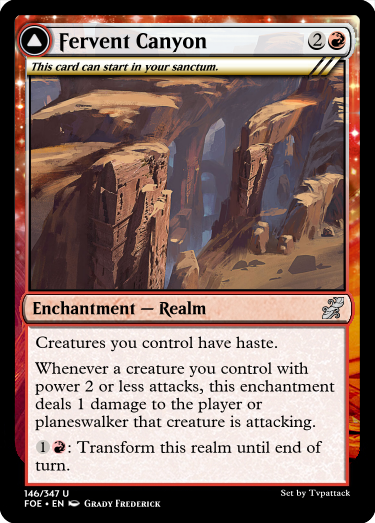 Fervent Canyon 2
This card can start in your sanctum.
Enchantment — Realm
Creatures you control have haste.
Whenever a creature you control with
power 2 or less attacks, this enchantment
deals 1 damage to the player or
planeswalker that creature is attacking.
1 : Transform this realm until end of
turn.
146/347 U
FOE • EN Grady Frederick
Set by Tvpattack